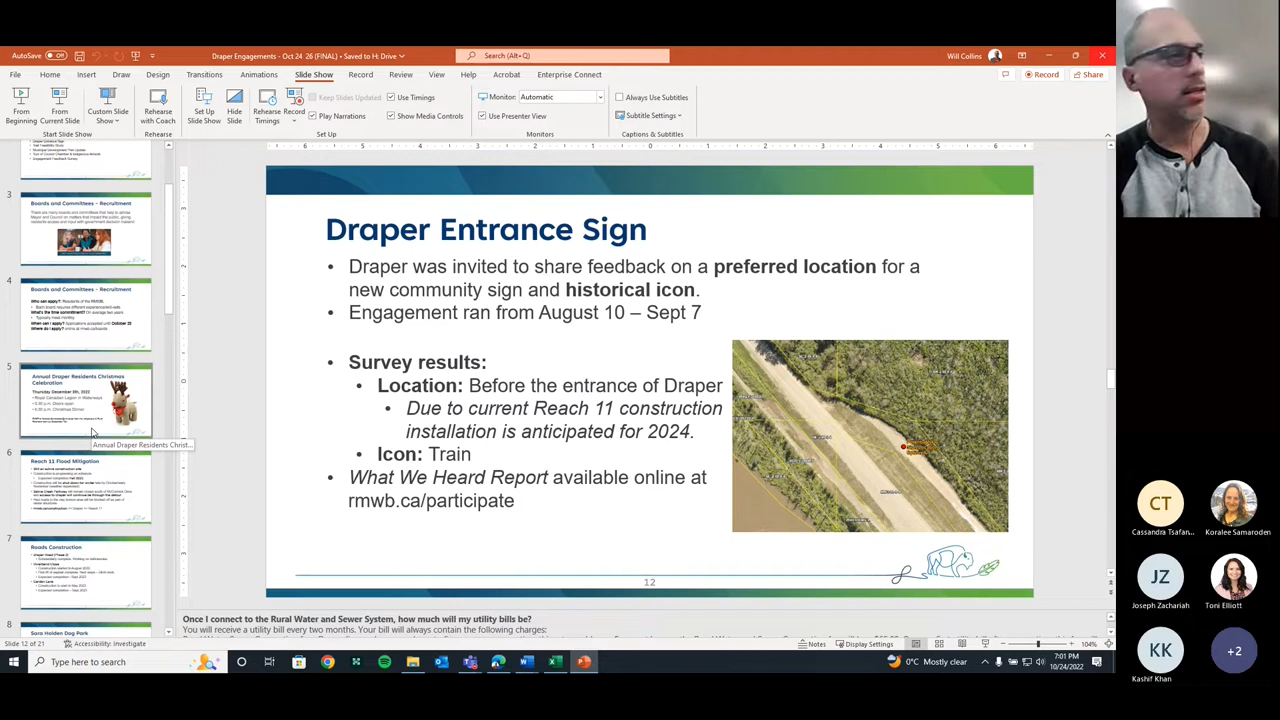 AutoSave Off
Draper Engagements - Oct 24 26 (FINAL) • Saved to H: Drive
Search (Alt+Q)
Will Collins
File Home Insert Draw Design Transitions Animations Slide Show Record Review View Help Acrobat Enterprise Connect
Record Share
From Beginning
From Current Slide
Custom Slide Show
Rehearse with Coach
Set Up Slide Show
Hide Slide
Rehearse Timings
Record
Keep Slides Updated
Play Narrations
Use Timings
Show Media Controls
Monitor: Automatic
Use Presenter View
Always Use Subtitles
Subtitle Settings
Start Slide Show
Rehearse
Set Up
Monitors
Captions & Subtitles
3
Boards and Committees - Recruitment
4
Boards and Committees - Recruitment
5
Annual Draper Residents Christmas
Celebration
Thursday December 8th, 2022
Annual Draper Residents Christ...
6
Reach 11 Flood Mitigation
7
Roads Construction
8
Sara Holden Dog Park
Draper Entrance Sign
• Draper was invited to share feedback on a preferred location for a
new community sign and historical icon.
• Engagement ran from August 10 – Sept 7
• Survey results:
• Location: Before the entrance of Draper
• Due to current Reach 11 construction
installation is anticipated for 2024.
• Icon: Train
• What We Heard Report available online at
rmwb.ca/participate
12
Once I connect to the Rural Water and Sewer System, how much will my utility bills be?
You will receive a utility bill every two months. Your bill will always contain the following charges:
Slide 12 of 21
Accessibility: Investigate
Notes
Display Settings
104%
Type here to search
0°C Mostly clear
7:01 PM
10/24/2022
CT
Cassandra Tsafan...
Koralee Samaroden
JZ
Joseph Zachariah
Toni Elliott
KK
Kashif Khan
+2